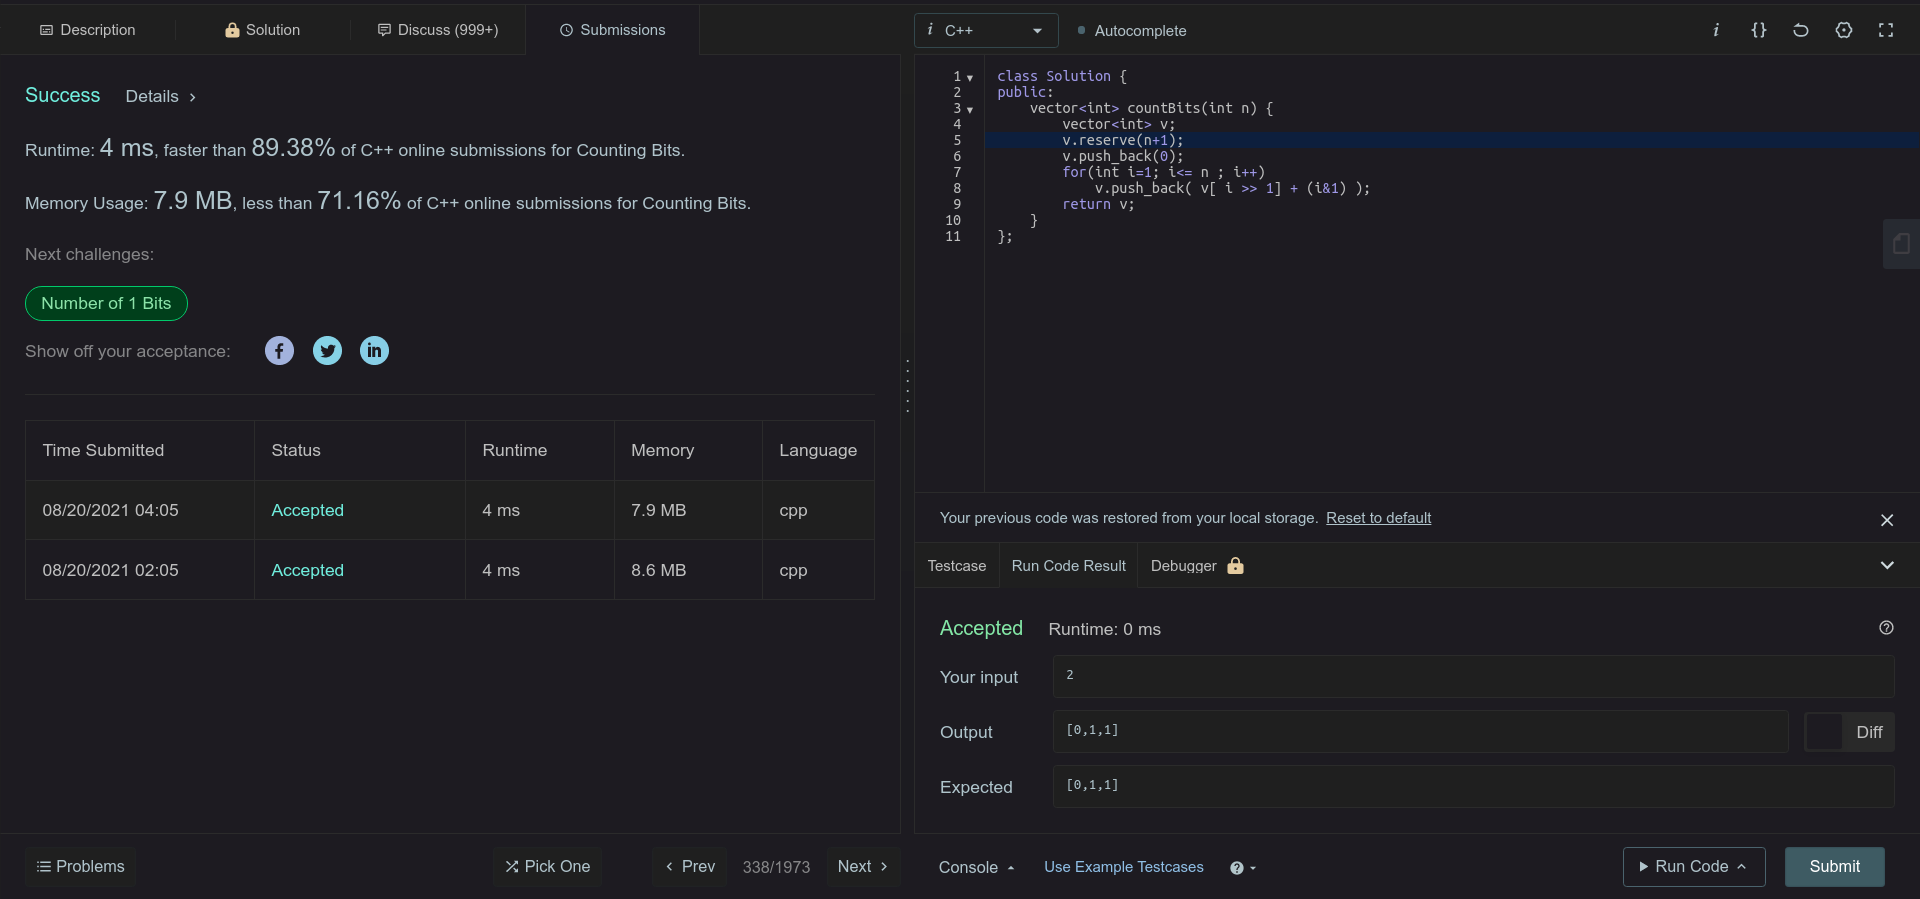 Description
Solution
Discuss (999+)
Submissions
Success Details
Runtime: 4 ms, faster than 89.38% of C++ online submissions for Counting Bits.
Memory Usage: 7.9 MB, less than 71.16% of C++ online submissions for Counting Bits.
Next challenges:
Number of 1 Bits
Show off your acceptance:
Time Submitted Status Runtime Memory Language
08/20/2021 04:05 Accepted 4 ms 7.9 MB cpp
08/20/2021 02:05 Accepted 4 ms 8.6 MB cpp
Problems
Pick One
Prev
338/1973
Next
i C++
Autocomplete
i {}
1 class Solution {
2 public:
3     vector<int> countBits(int n) {
4         vector<int> v;
5         v.reserve(n+1);
6         v.push_back(0);
7         for(int i=1; i<= n ; i++)
8             v.push_back( v[ i >> 1] + (i&1) );
9         return v;
10     }
11 };
Your previous code was restored from your local storage. Reset to default
Testcase
Run Code Result
Debugger
Accepted Runtime: 0 ms
Your input 2
Output [0,1,1] Diff
Expected [0,1,1]
Console
Use Example Testcases
Run Code
Submit